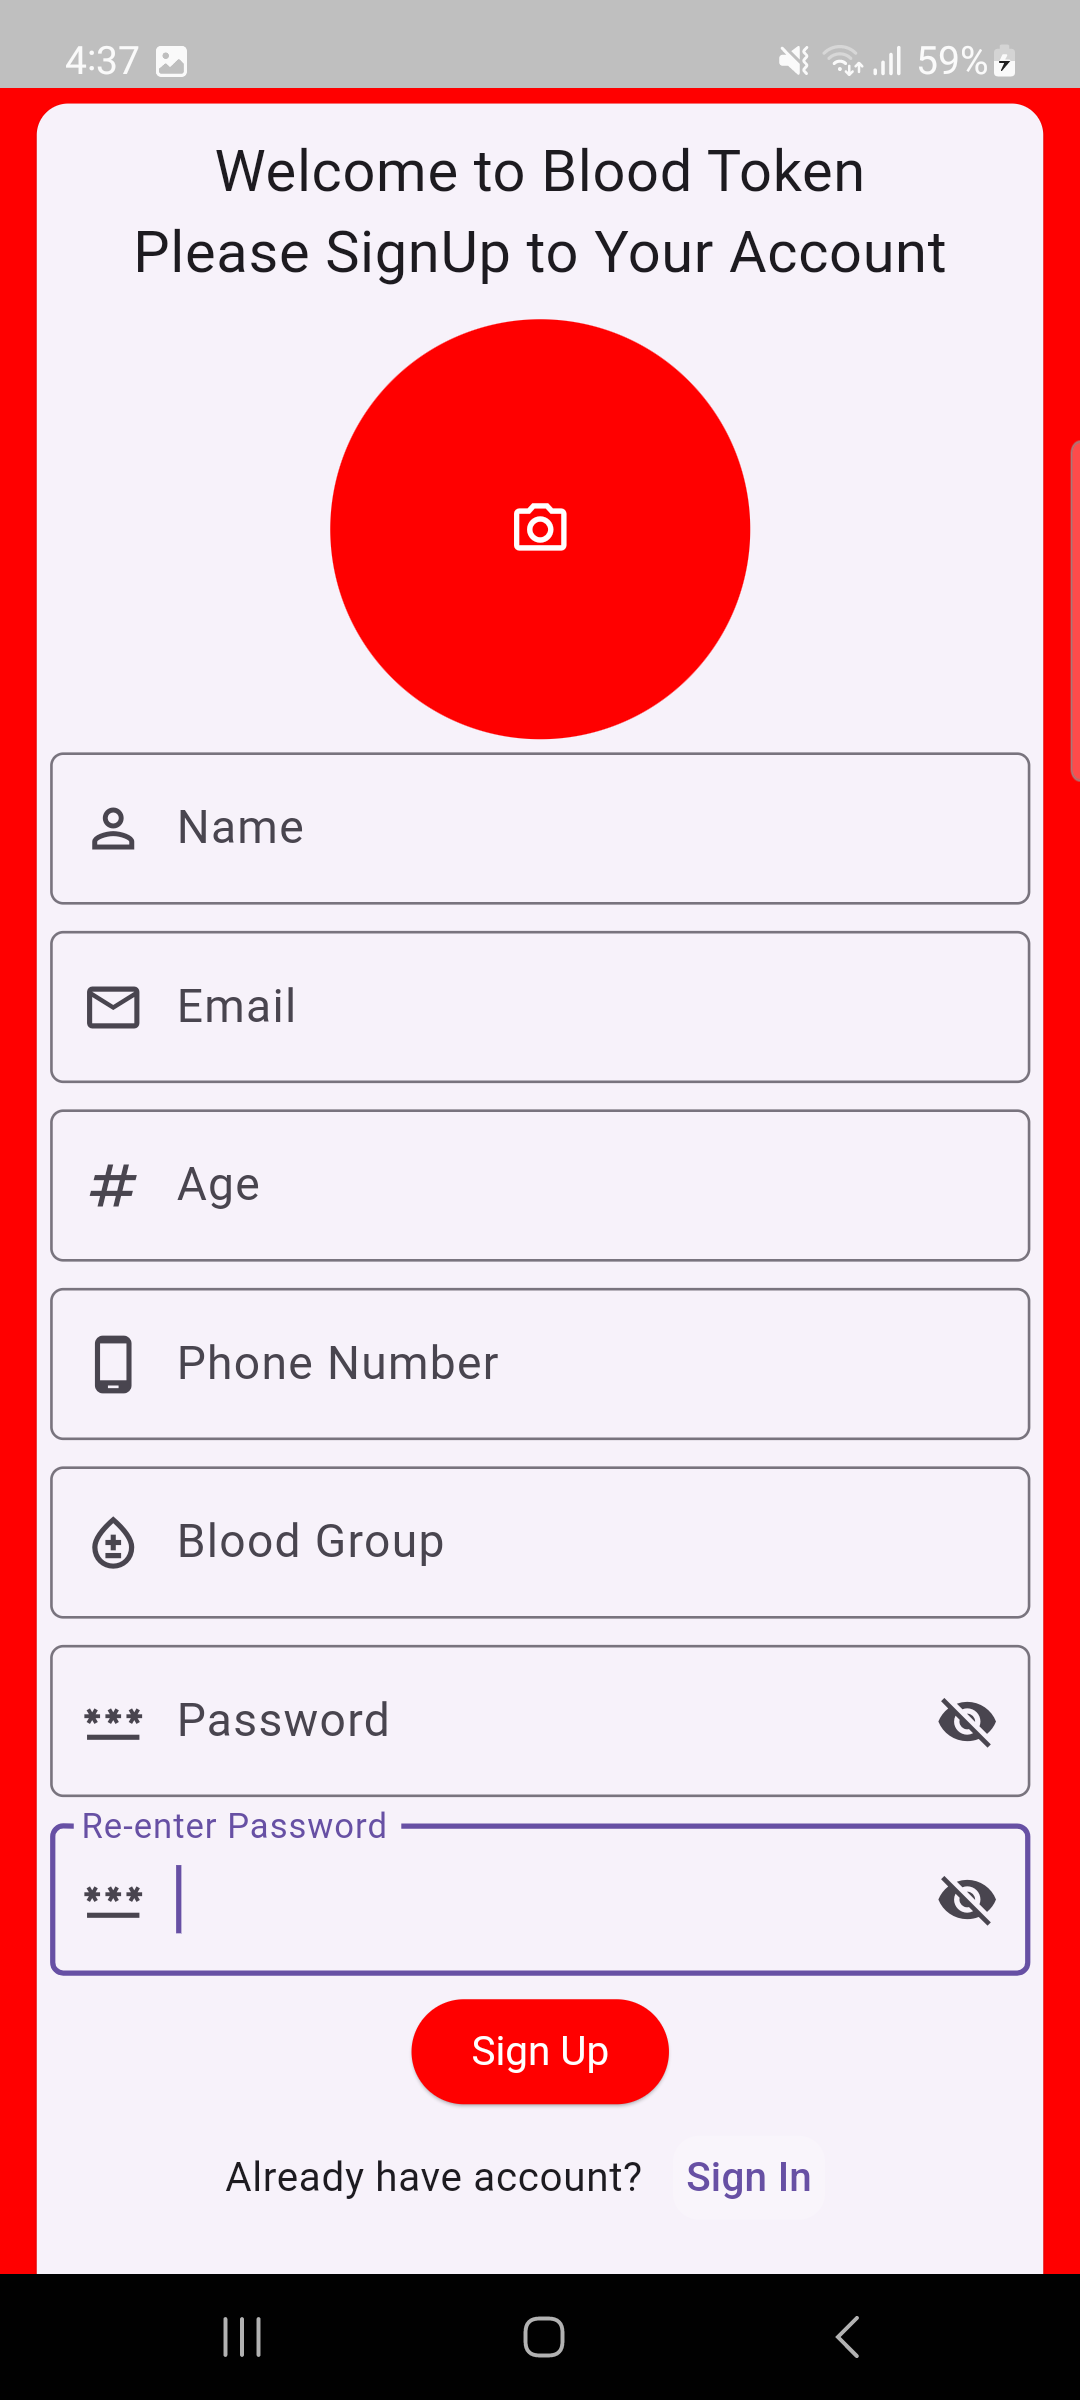 4:37 59%
Welcome to Blood Token
Please SignUp to Your Account
Name
Email
Age
Phone Number
Blood Group
Password
Re-enter Password
Sign Up
Already have account? Sign In